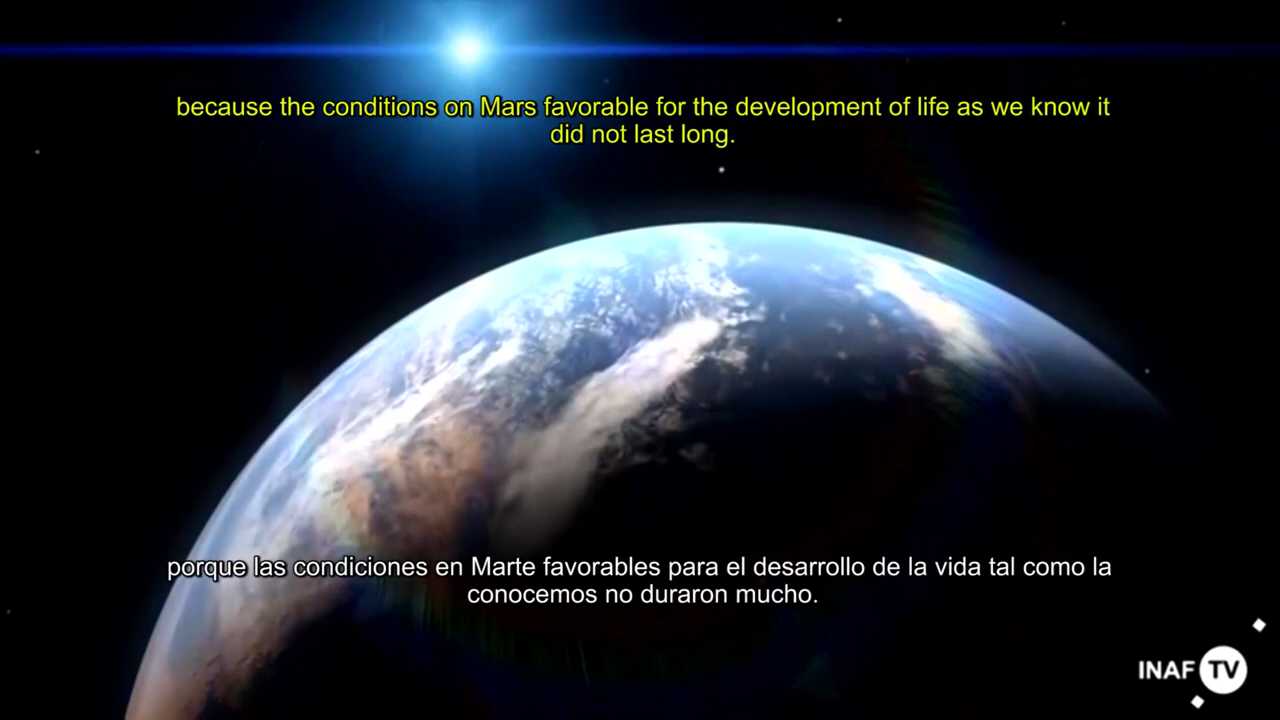 because the conditions on Mars favorable for the development of life as we know it
did not last long.
porque las condiciones en Marte favorables para el desarrollo de la vida tal como la
conocemos no duraron mucho.
INAF TV